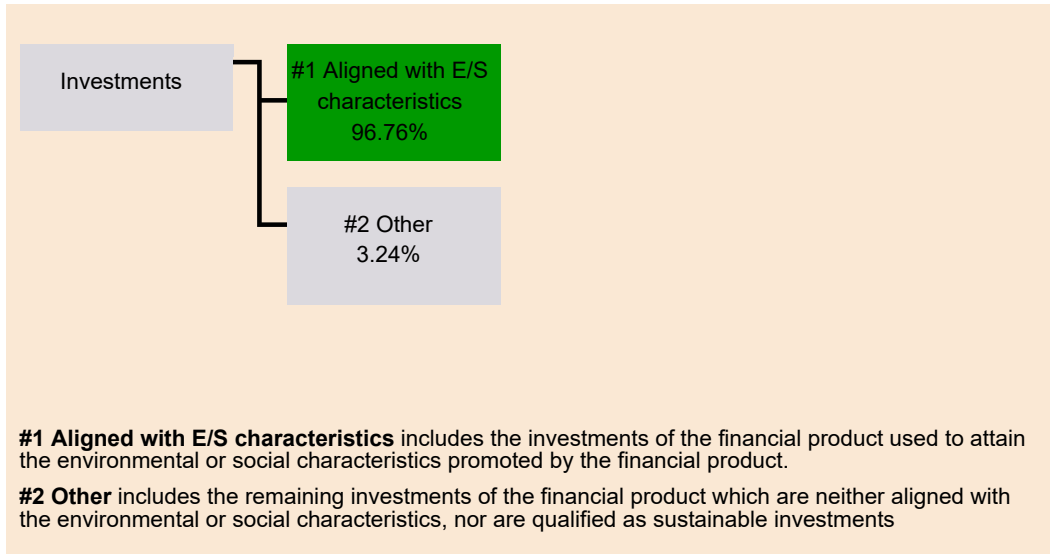 Investments
#1 Aligned with E/S
characteristics
96.76%
#2 Other
3.24%
#1 Aligned with E/S characteristics includes the investments of the financial product used to attain
the environmental or social characteristics promoted by the financial product.
#2 Other includes the remaining investments of the financial product which are neither aligned with
the environmental or social characteristics, nor are qualified as sustainable investments